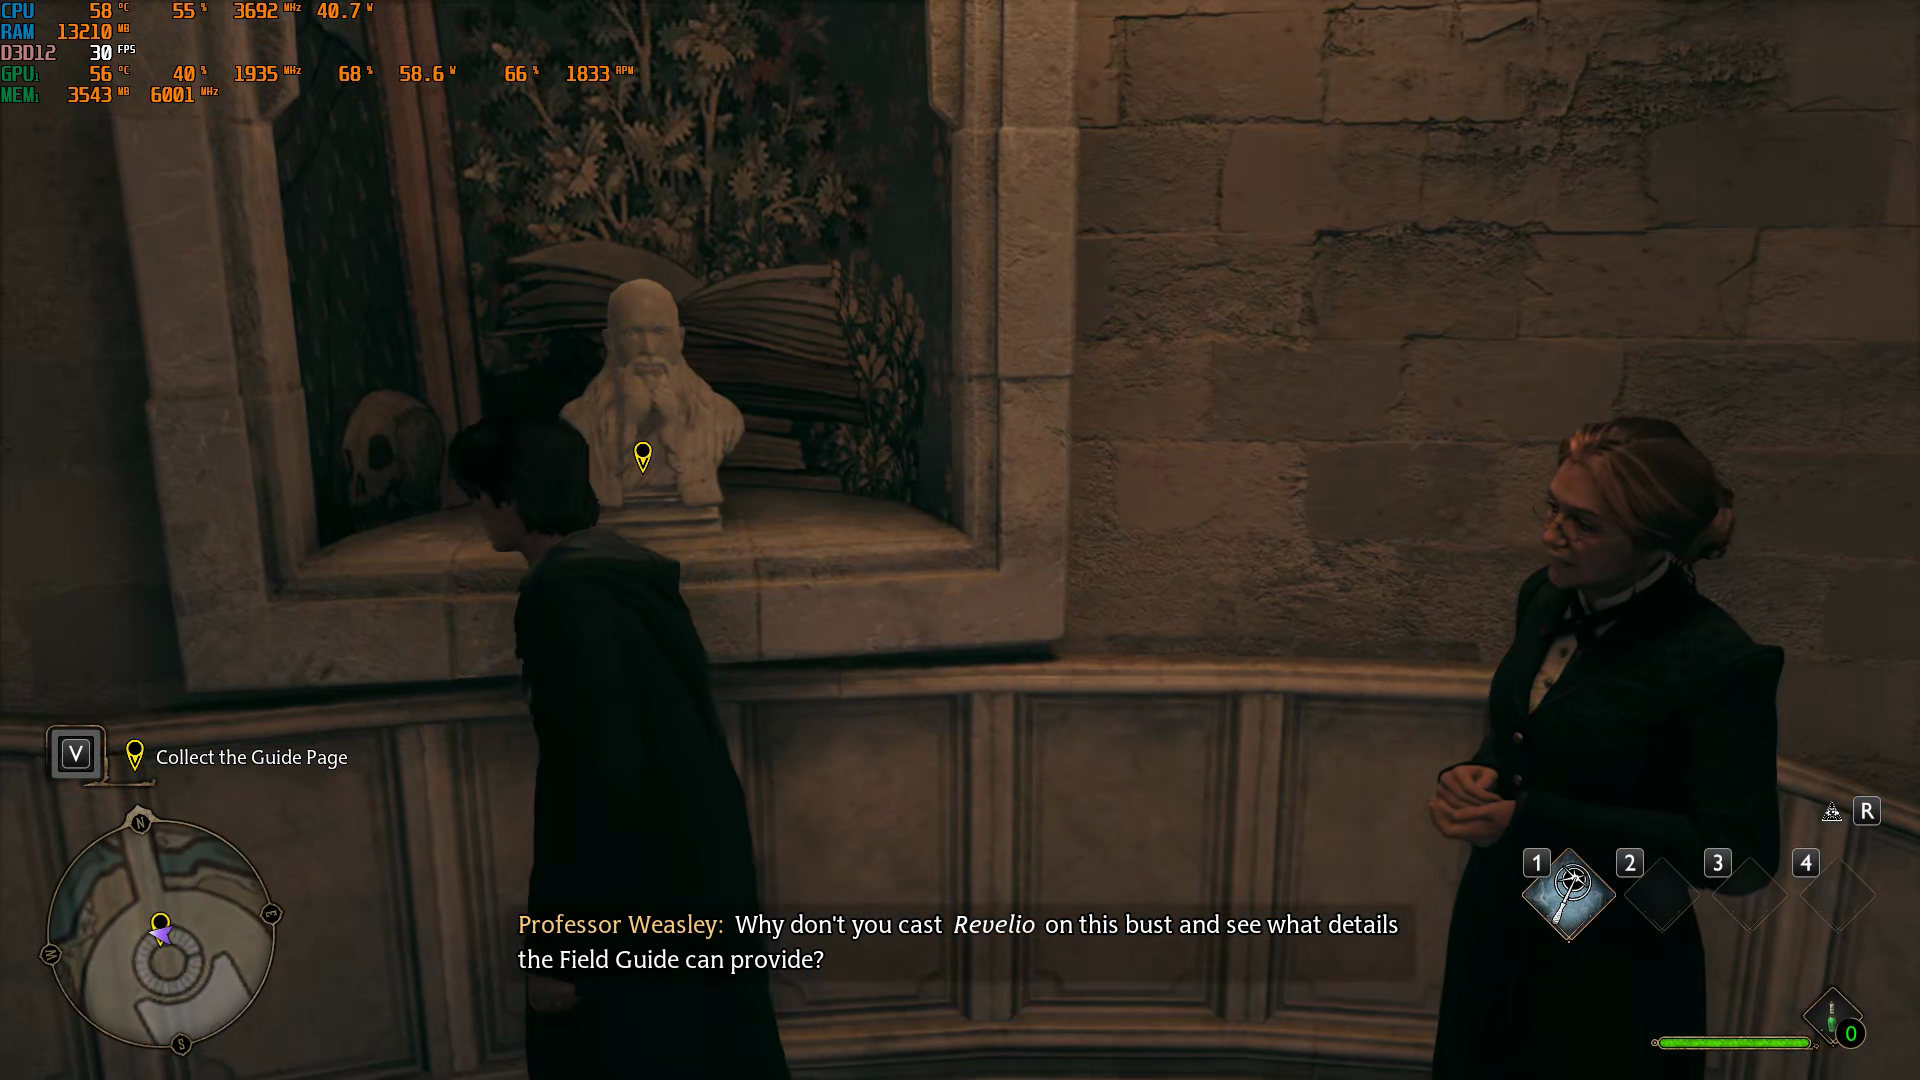 CPU 58 °C 55 % 3692 MHz 40.7 W
RAM 13210 MB
D3D12 30 FPS
GPU1 56 °C 40 % 1935 MHz 68 % 58.6 W 66 % 1833 RPM
MEM1 3543 MB 6001 MHz
V Collect the Guide Page
N
E
W
S
R
1 2 3 4
Professor Weasley: Why don't you cast Revelio on this bust and see what details
the Field Guide can provide?
0